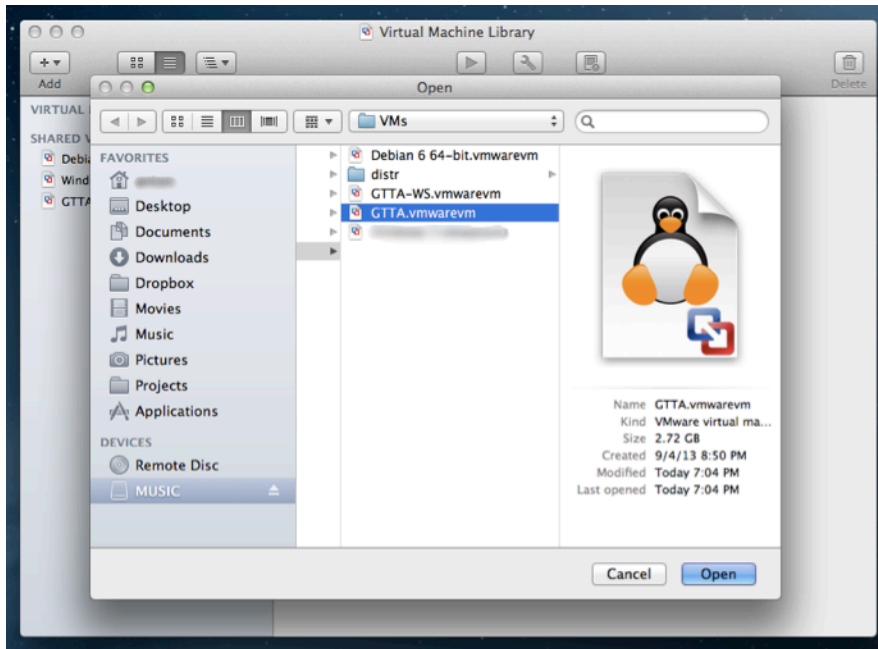 Virtual Machine Library
Add
Delete
Open
VIRTUAL
SHARED V
Debi
Wind
GTTA
VMs
FAVORITES
Desktop
Documents
Downloads
Dropbox
Movies
Music
Pictures
Projects
Applications
DEVICES
Remote Disc
MUSIC
Debian 6 64-bit.vmwarevm
distr
GTTA-WS.vmwarevm
GTTA.vmwarevm
Name GTTA.vmwarevm
Kind VMware virtual ma...
Size 2.72 GB
Created 9/4/13 8:50 PM
Modified Today 7:04 PM
Last opened Today 7:04 PM
Cancel
Open